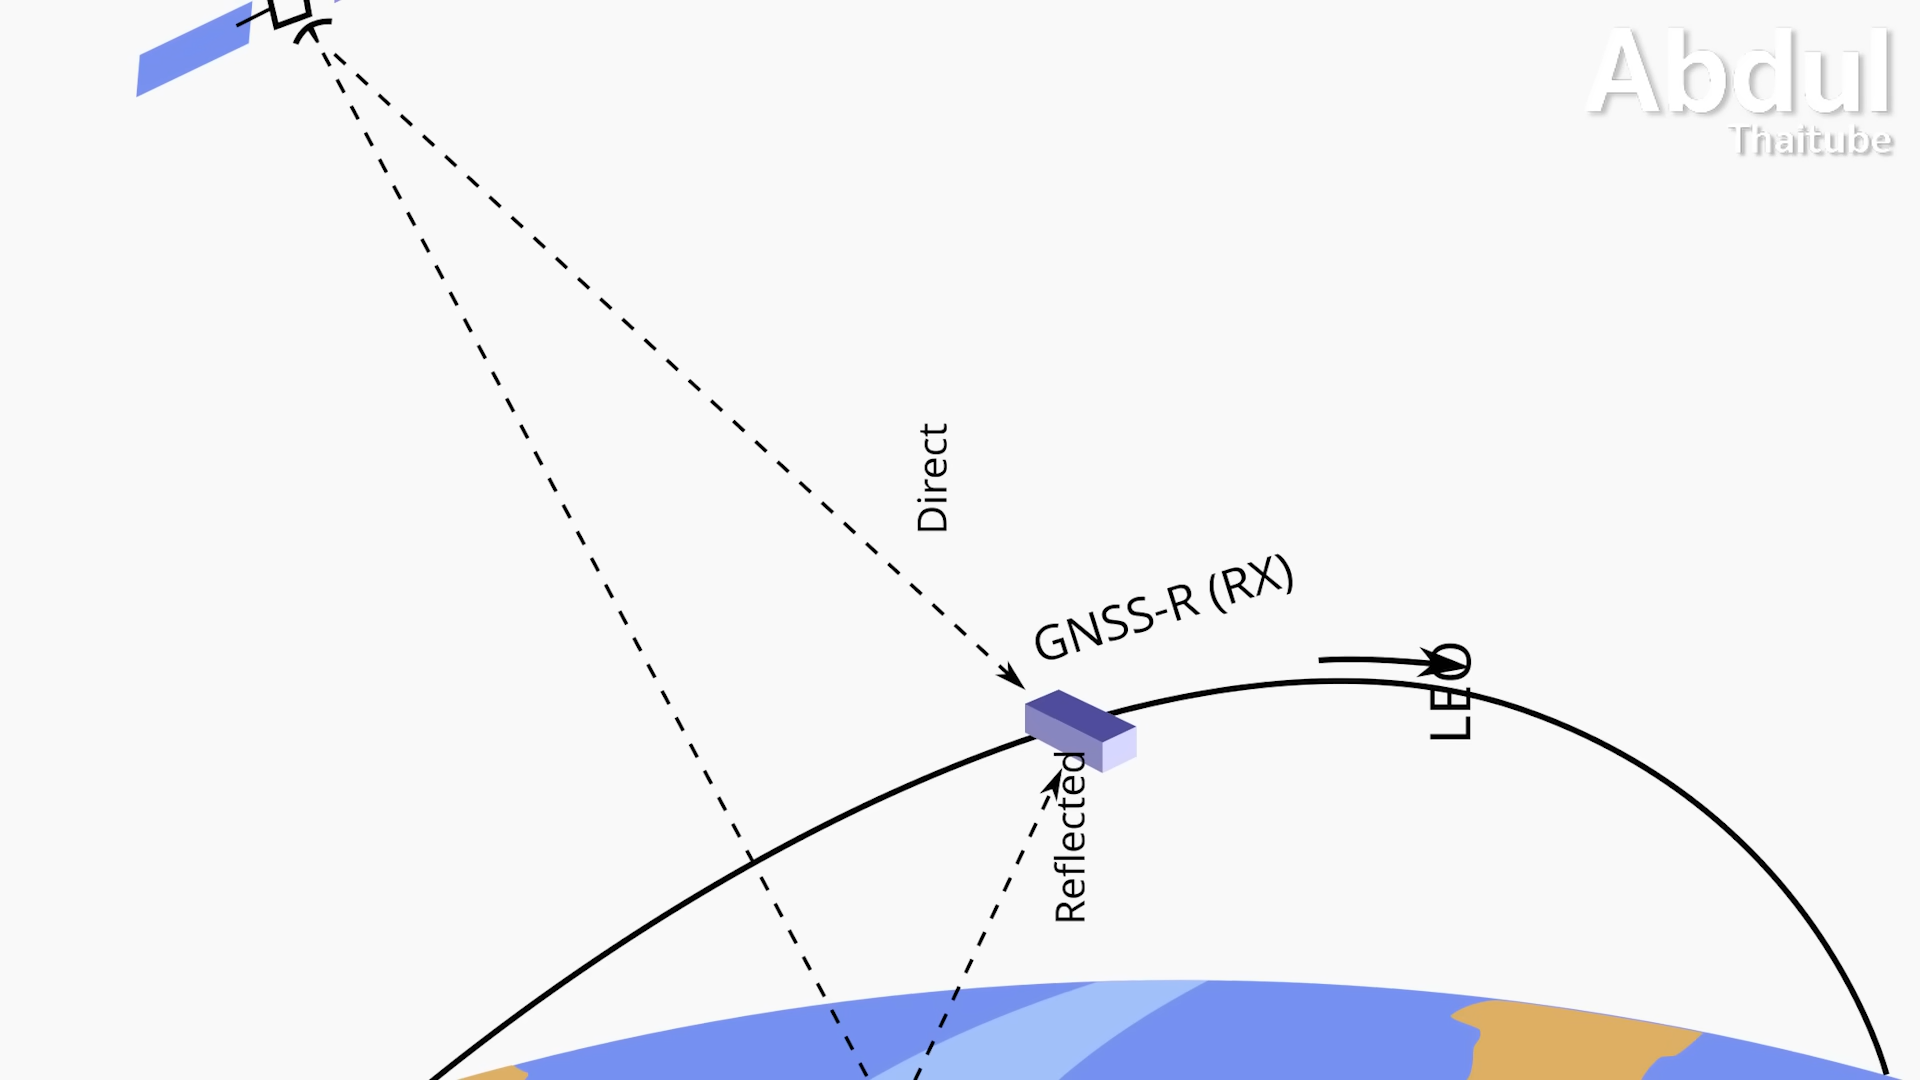 Abdul
Thaitube
Direct
GNSS-R (RX)
LEO
Reflected